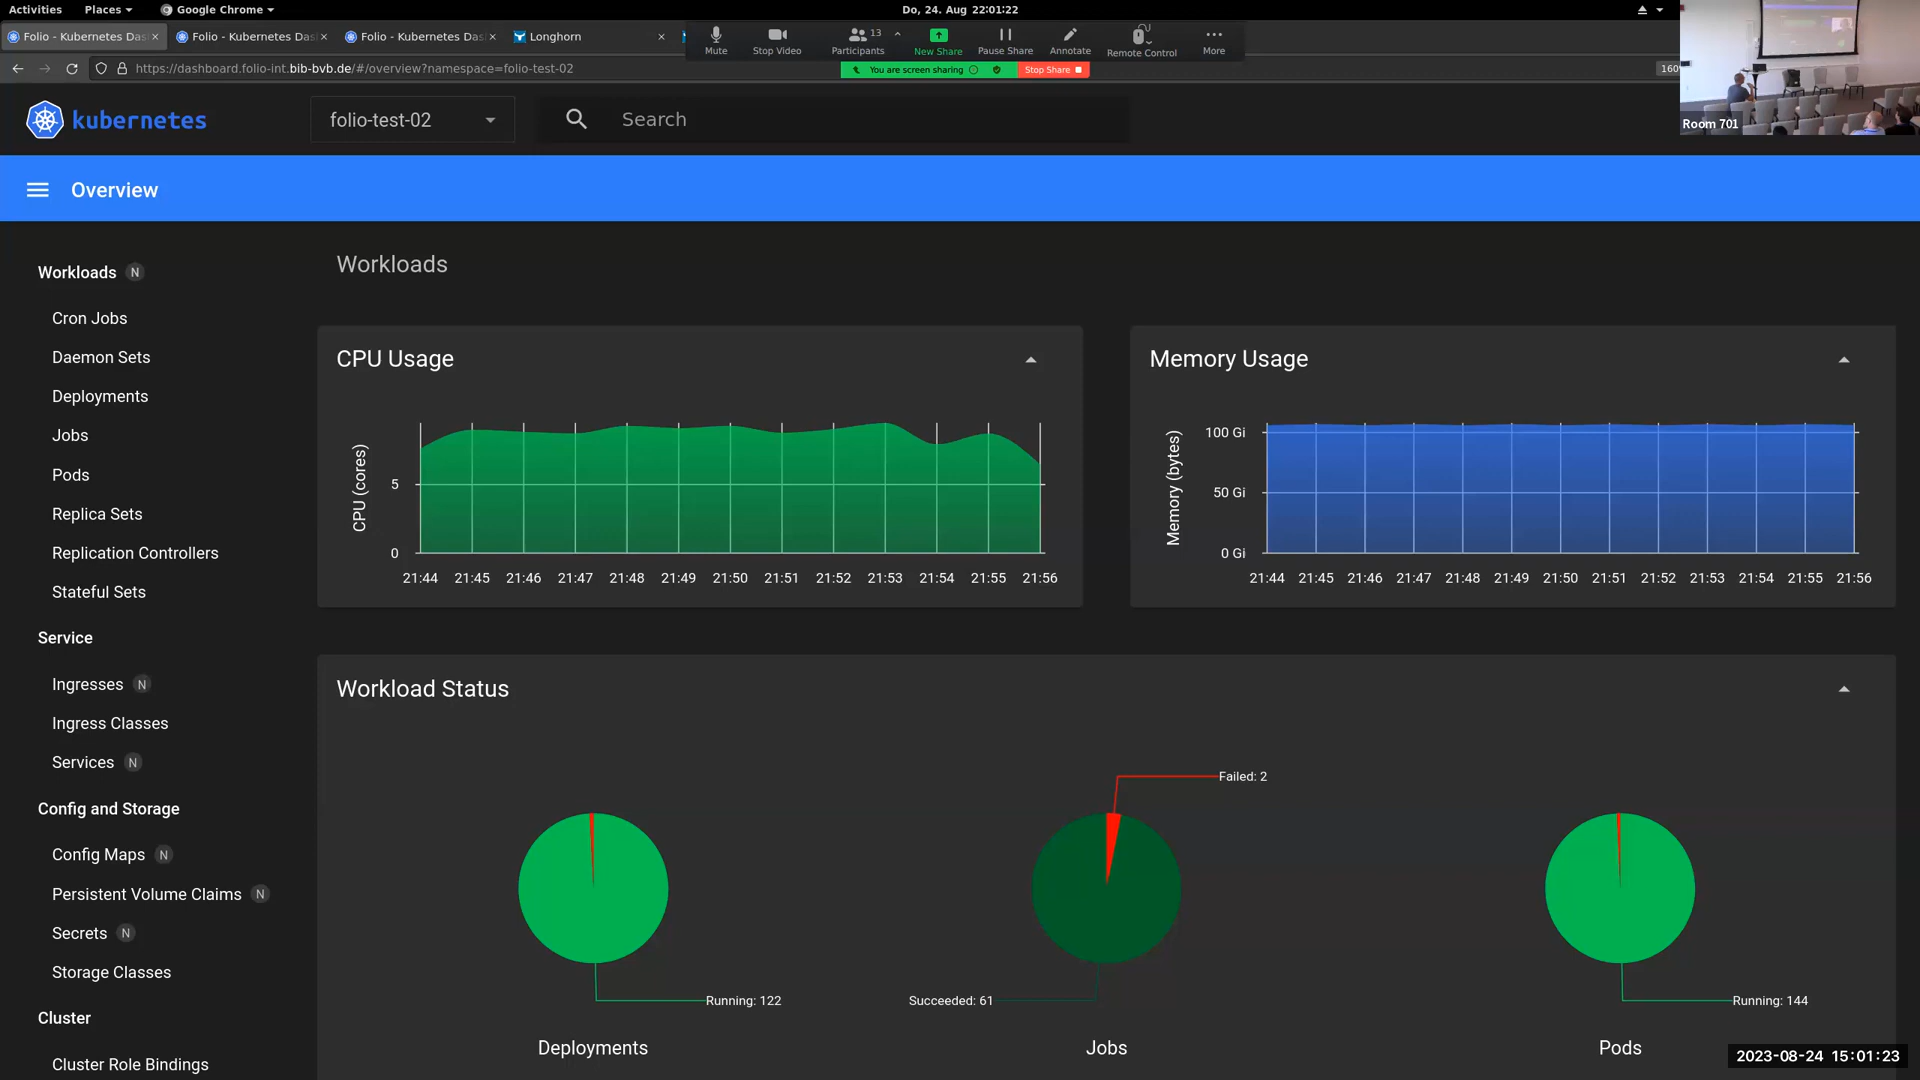 Activities Places Google Chrome Do, 24. Aug 22:01:22
Folio - Kubernetes Das × Folio - Kubernetes Das × Folio - Kubernetes Das × Longhorn ×
Mute Stop Video Participants 13 New Share Pause Share Annotate Remote Control More
You are screen sharing Stop Share
https://dashboard.folio-int.bib-bvb.de/#/overview?namespace=folio-test-02
160
Room 701
kubernetes folio-test-02 Search
Overview
Workloads N
Cron Jobs
Daemon Sets
Deployments
Jobs
Pods
Replica Sets
Replication Controllers
Stateful Sets
Service
Ingresses N
Ingress Classes
Services N
Config and Storage
Config Maps N
Persistent Volume Claims N
Secrets N
Storage Classes
Cluster
Cluster Role Bindings
Workloads
CPU Usage
CPU (cores)
5
0
21:44 21:45 21:46 21:47 21:48 21:49 21:50 21:51 21:52 21:53 21:54 21:55 21:56
Memory Usage
Memory (bytes)
100 Gi
50 Gi
0 Gi
21:44 21:45 21:46 21:47 21:48 21:49 21:50 21:51 21:52 21:53 21:54 21:55 21:56
Workload Status
Failed: 2
Running: 122 Succeeded: 61 Running: 144
Deployments Jobs Pods
2023-08-24 15:01:23